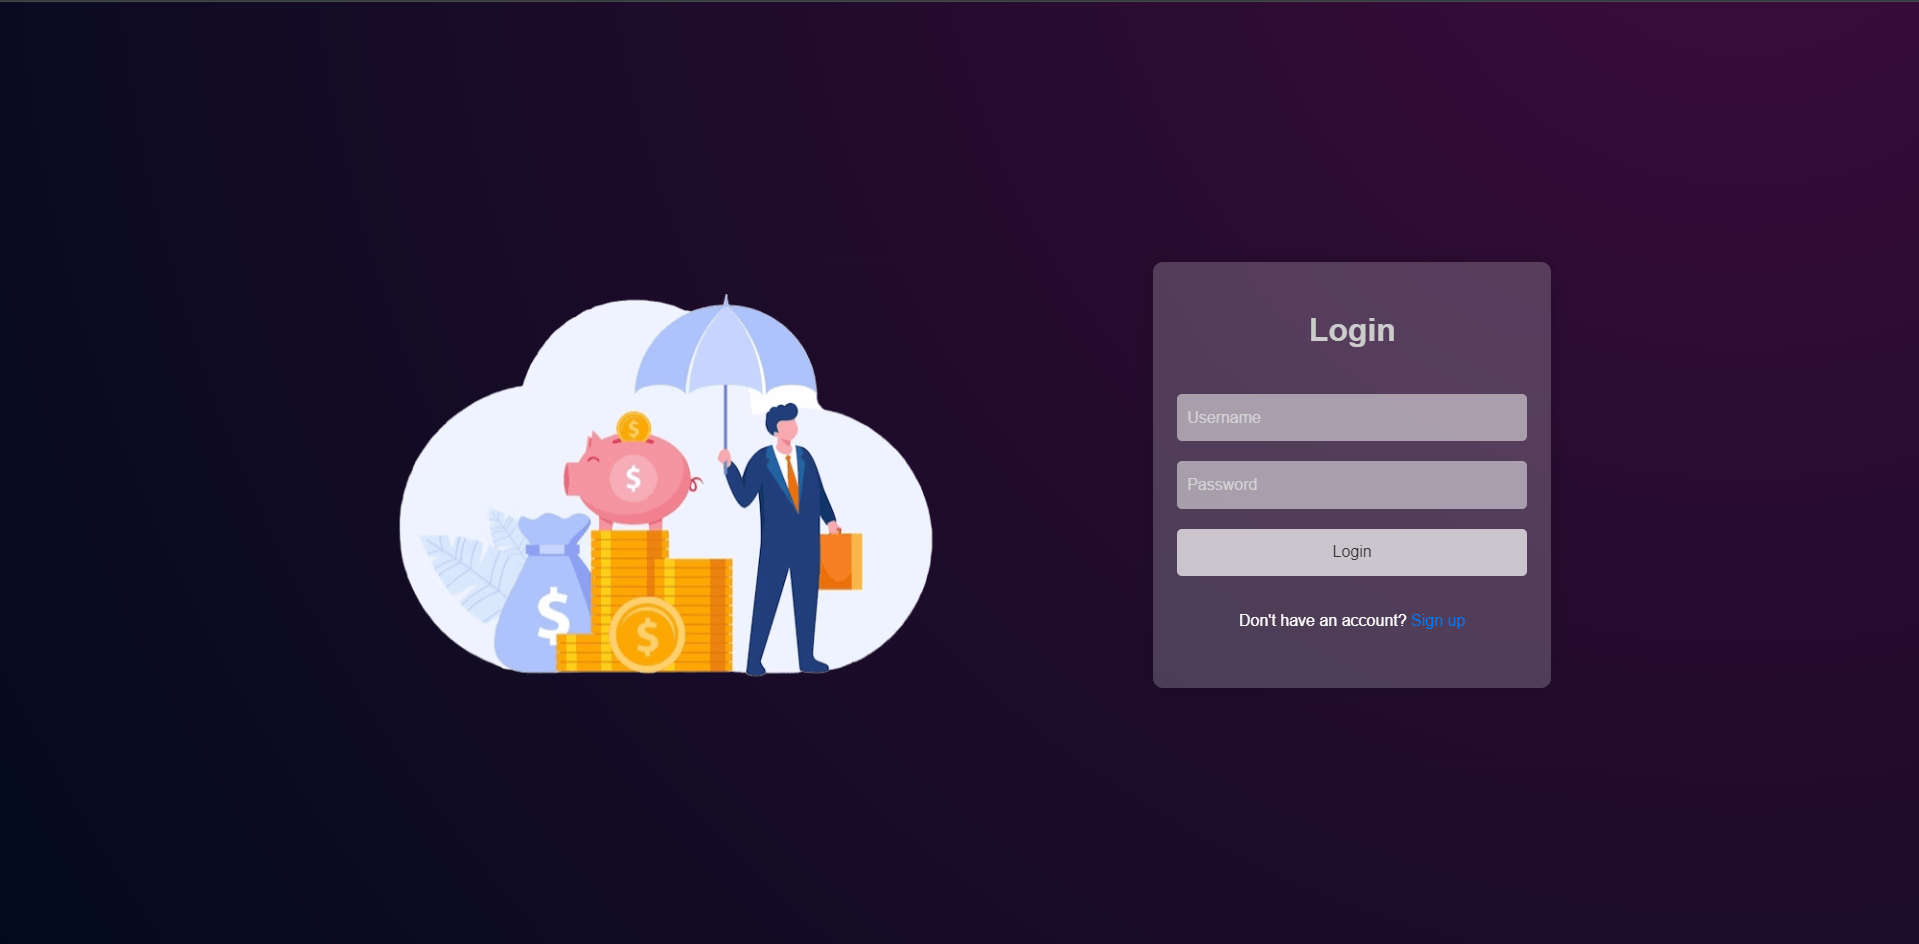 $
$
$
$
Login
Username
Password
Login
Don't have an account? Sign up